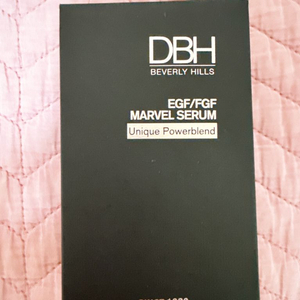 DBH
BEVERLY HILLS
EGF/FGF
MARVEL SERUM
Unique Powerblend